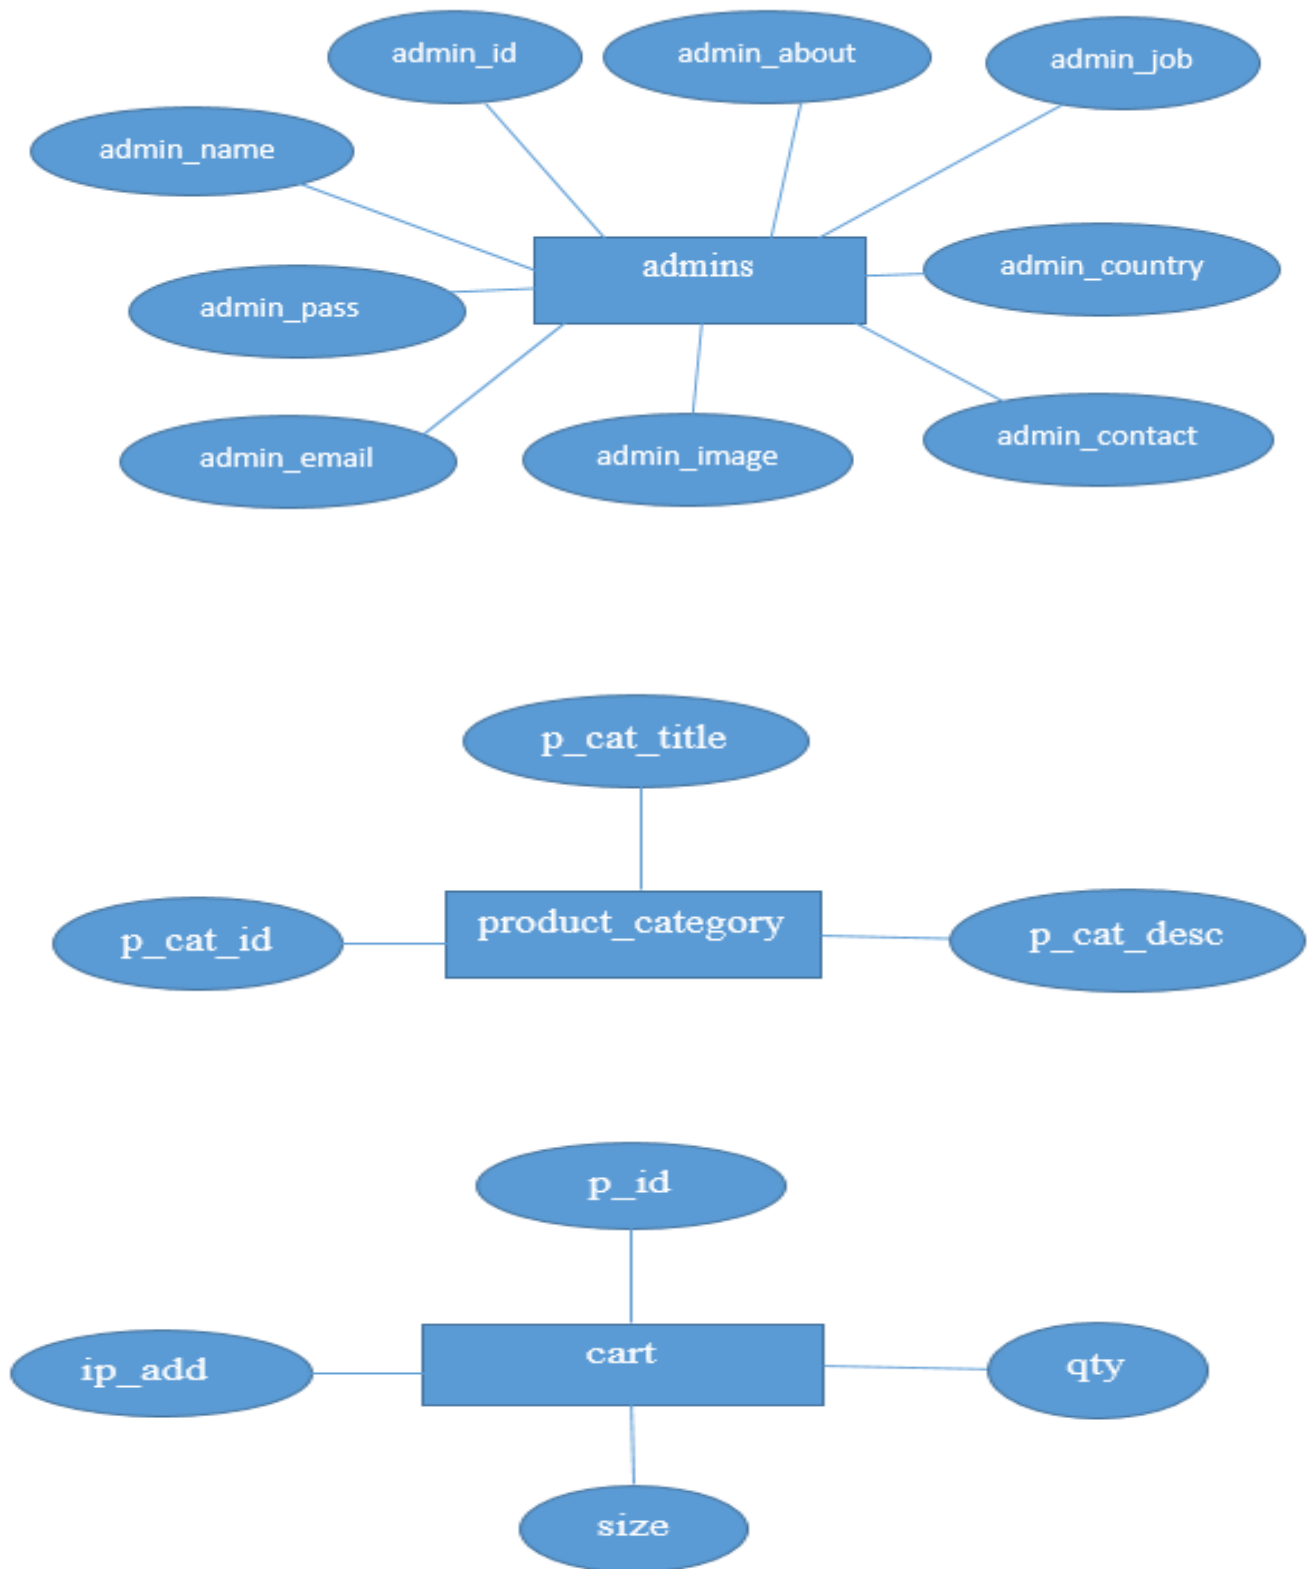 admin_id
admin_about
admin_job
admin_name
admins
admin_country
admin_pass
admin_email
admin_image
admin_contact
p_cat_title
p_cat_id
product_category
p_cat_desc
p_id
ip_add
cart
qty
size